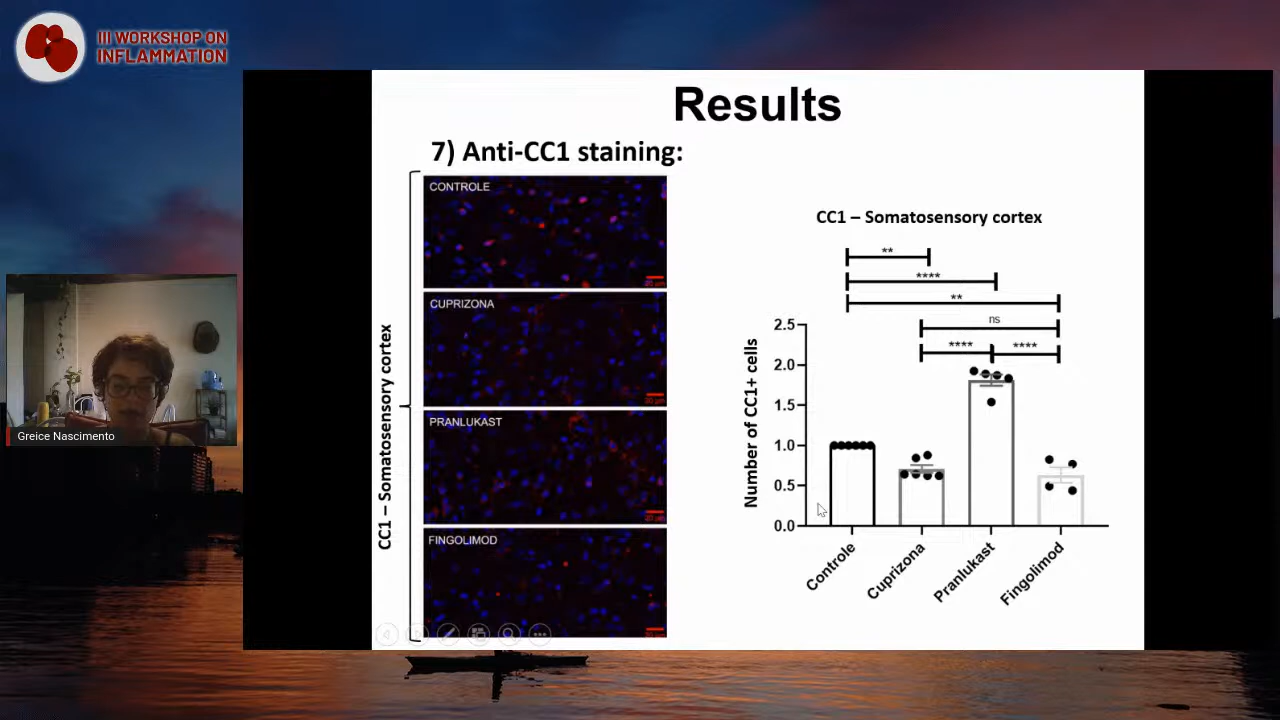 III WORKSHOP ON
INFLAMMATION
Results
7) Anti-CC1 staining:
CC1 – Somatosensory cortex
CONTROLE
CUPRIZONA
PRANLUKAST
FINGOLIMOD
CC1 – Somatosensory cortex
**
****
**
ns
**** ****
Number of CC1+ cells
2.5
2.0
1.5
1.0
0.5
0.0
Controle
Cuprizona
Pranlukast
Fingolimod
Greice Nascimento